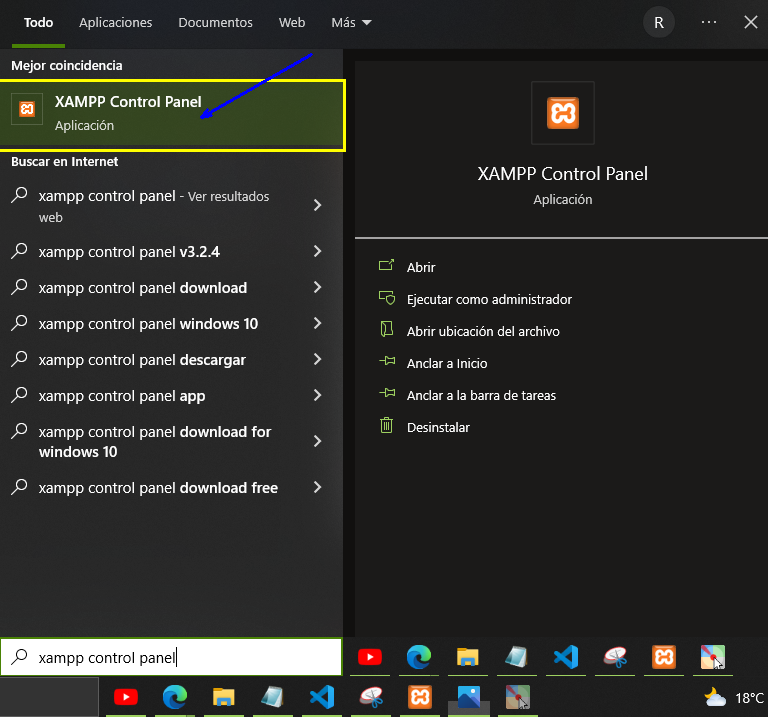 Todo Aplicaciones Documentos Web Más R ...
Mejor coincidencia
XAMPP Control Panel
Aplicación
Buscar en Internet
xampp control panel - Ver resultados
web
xampp control panel v3.2.4
xampp control panel download
xampp control panel windows 10
xampp control panel descargar
xampp control panel app
xampp control panel download for
windows 10
xampp control panel download free
XAMPP Control Panel
Aplicación
Abrir
Ejecutar como administrador
Abrir ubicación del archivo
Anclar a Inicio
Anclar a la barra de tareas
Desinstalar
xampp control panel
18°C